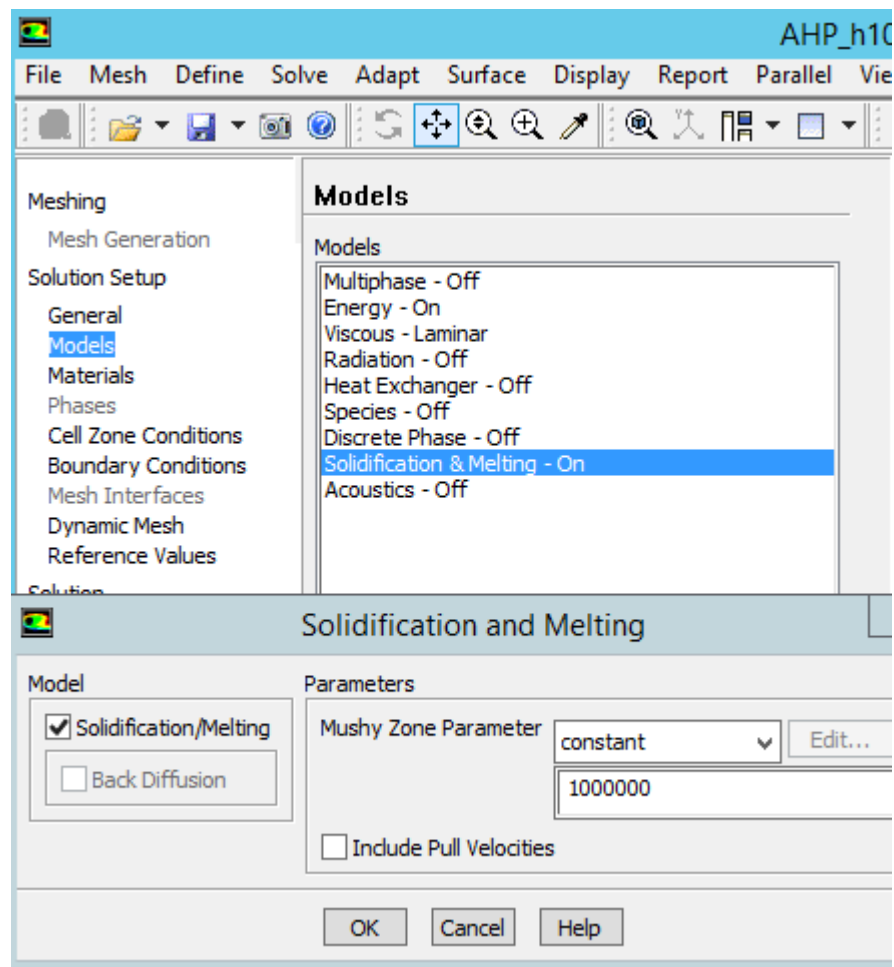 AHP_h10
File Mesh Define Solve Adapt Surface Display Report Parallel Vie
Meshing
Mesh Generation
Solution Setup
General
Models
Materials
Phases
Cell Zone Conditions
Boundary Conditions
Mesh Interfaces
Dynamic Mesh
Reference Values
Solution
Models
Models
Multiphase - Off
Energy - On
Viscous - Laminar
Radiation - Off
Heat Exchanger - Off
Species - Off
Discrete Phase - Off
Solidification & Melting - On
Acoustics - Off
Solidification and Melting
Model
Solidification/Melting
Back Diffusion
Parameters
Mushy Zone Parameter
constant
Edit...
1000000
Include Pull Velocities
OK Cancel Help